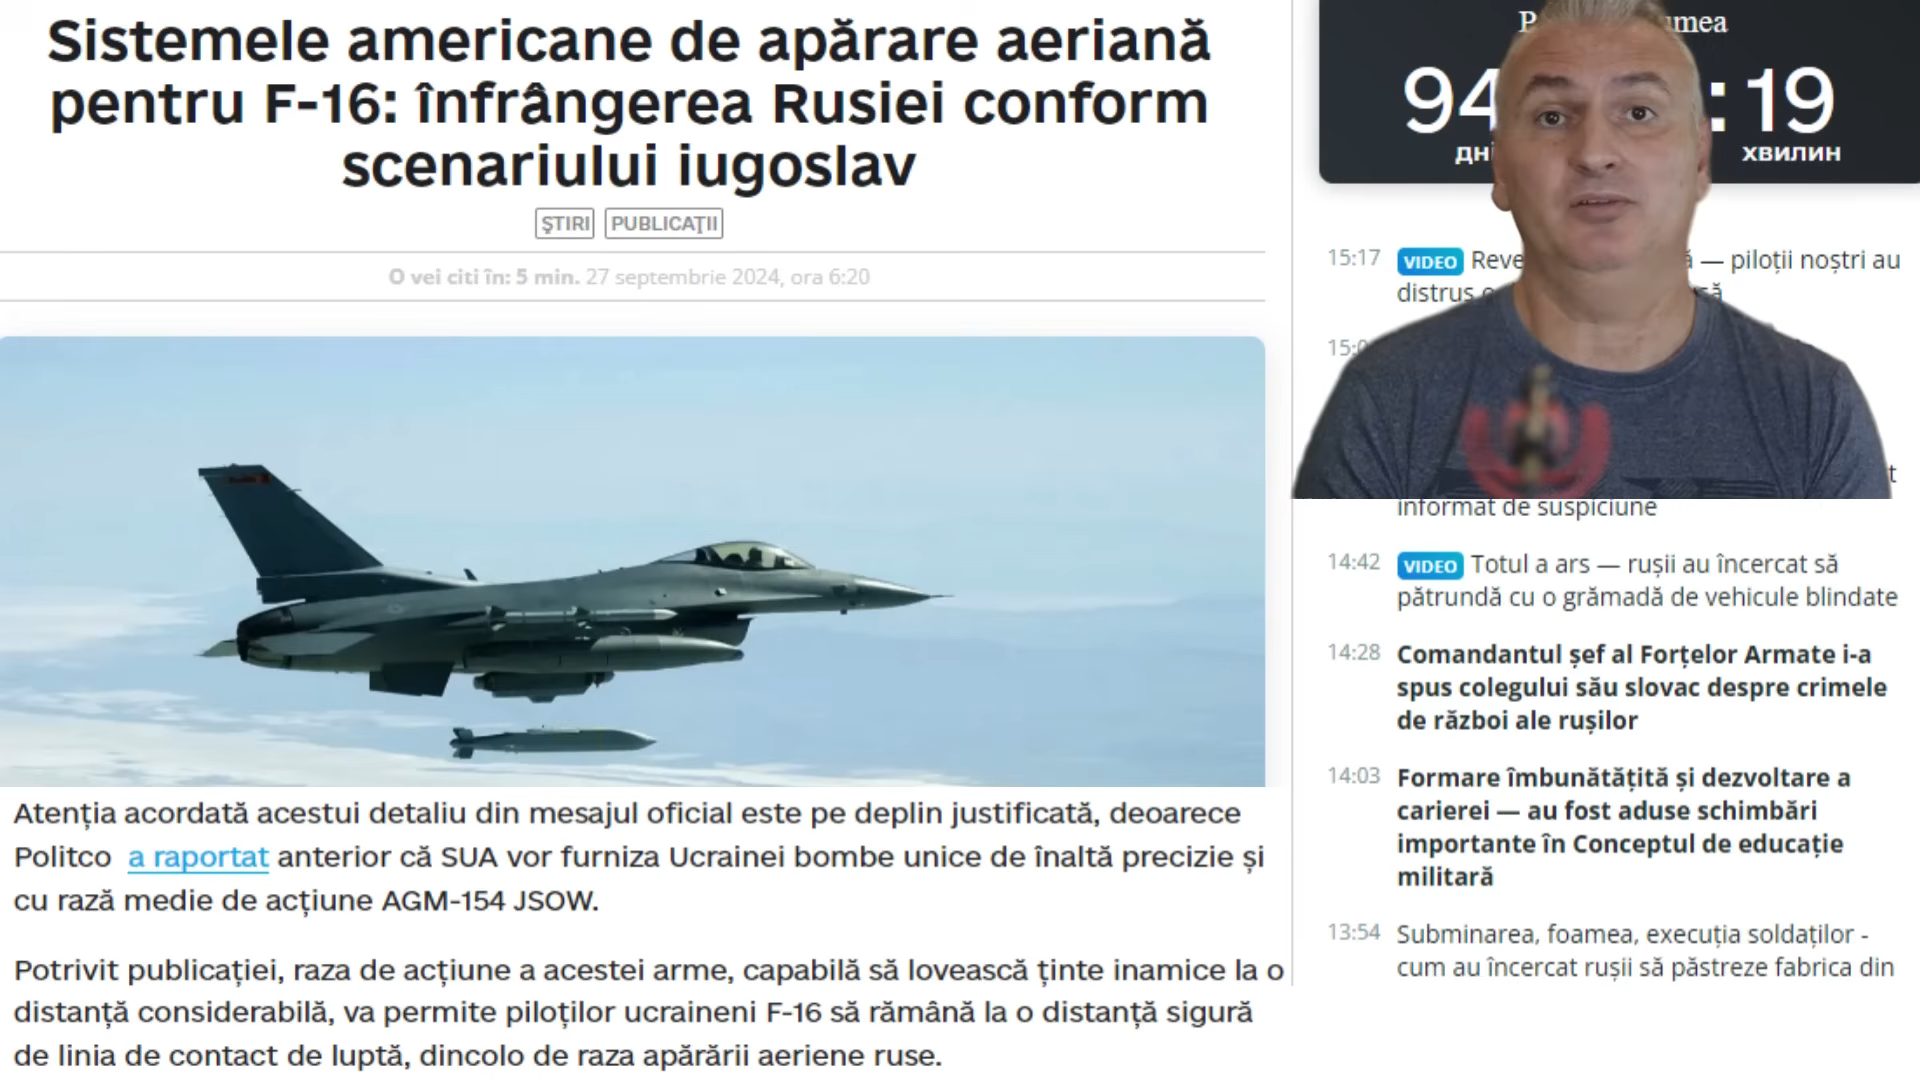 Sistemele americane de apărare aeriană
pentru F-16: înfrângerea Rusiei conform
scenariului iugoslav
ŞTIRI PUBLICAŢII
O vei citi în: 5 min. 27 septembrie 2024, ora 6:20
Atenția acordată acestui detaliu din mesajul oficial este pe deplin justificată, deoarece
Politco a raportat anterior că SUA vor furniza Ucrainei bombe unice de înaltă precizie și
cu rază medie de acțiune AGM-154 JSOW.
Potrivit publicației, raza de acțiune a acestei arme, capabilă să lovească ținte inamice la o
distanță considerabilă, va permite piloților ucraineni F-16 să rămână la o distanță sigură
de linia de contact de luptă, dincolo de raza apărării aeriene ruse.
94 : 19
хвилин
15:17 VIDEO — piloții noștri au
distrus
informat de suspiciune
14:42 VIDEO Totul a ars — rușii au încercat să
pătrundă cu o grămadă de vehicule blindate
14:28 Comandantul șef al Forțelor Armate i-a
spus colegului său slovac despre crimele
de război ale rușilor
14:03 Formare îmbunătățită și dezvoltare a
carierei — au fost aduse schimbări
importante în Conceptul de educație
militară
13:54 Subminarea, foamea, execuția soldaților -
cum au încercat rușii să păstreze fabrica din